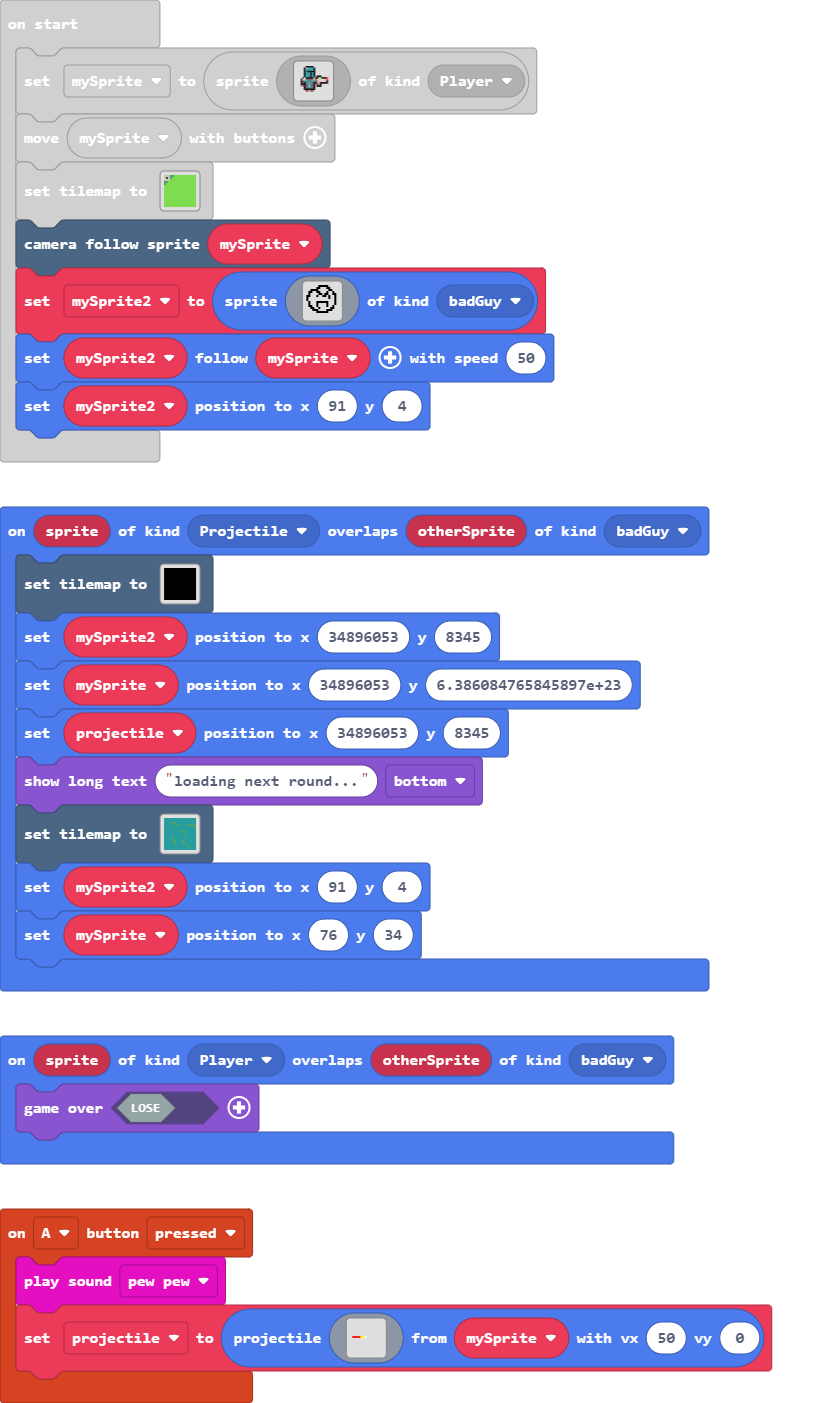 on start
set mySprite to sprite of kind Player
move mySprite with buttons
set tilemap to
camera follow sprite mySprite
set mySprite2 to sprite of kind badGuy
set mySprite2 follow mySprite with speed 50
set mySprite2 position to x 91 y 4
on sprite of kind Projectile overlaps otherSprite of kind badGuy
set tilemap to
set mySprite2 position to x 34896053 y 8345
set mySprite position to x 34896053 y 6.386084765845897e+23
set projectile position to x 34896053 y 8345
show long text "loading next round..." bottom
set tilemap to
set mySprite2 position to x 91 y 4
set mySprite position to x 76 y 34
on sprite of kind Player overlaps otherSprite of kind badGuy
game over LOSE
on A button pressed
play sound pew pew
set projectile to projectile from mySprite with vx 50 vy 0